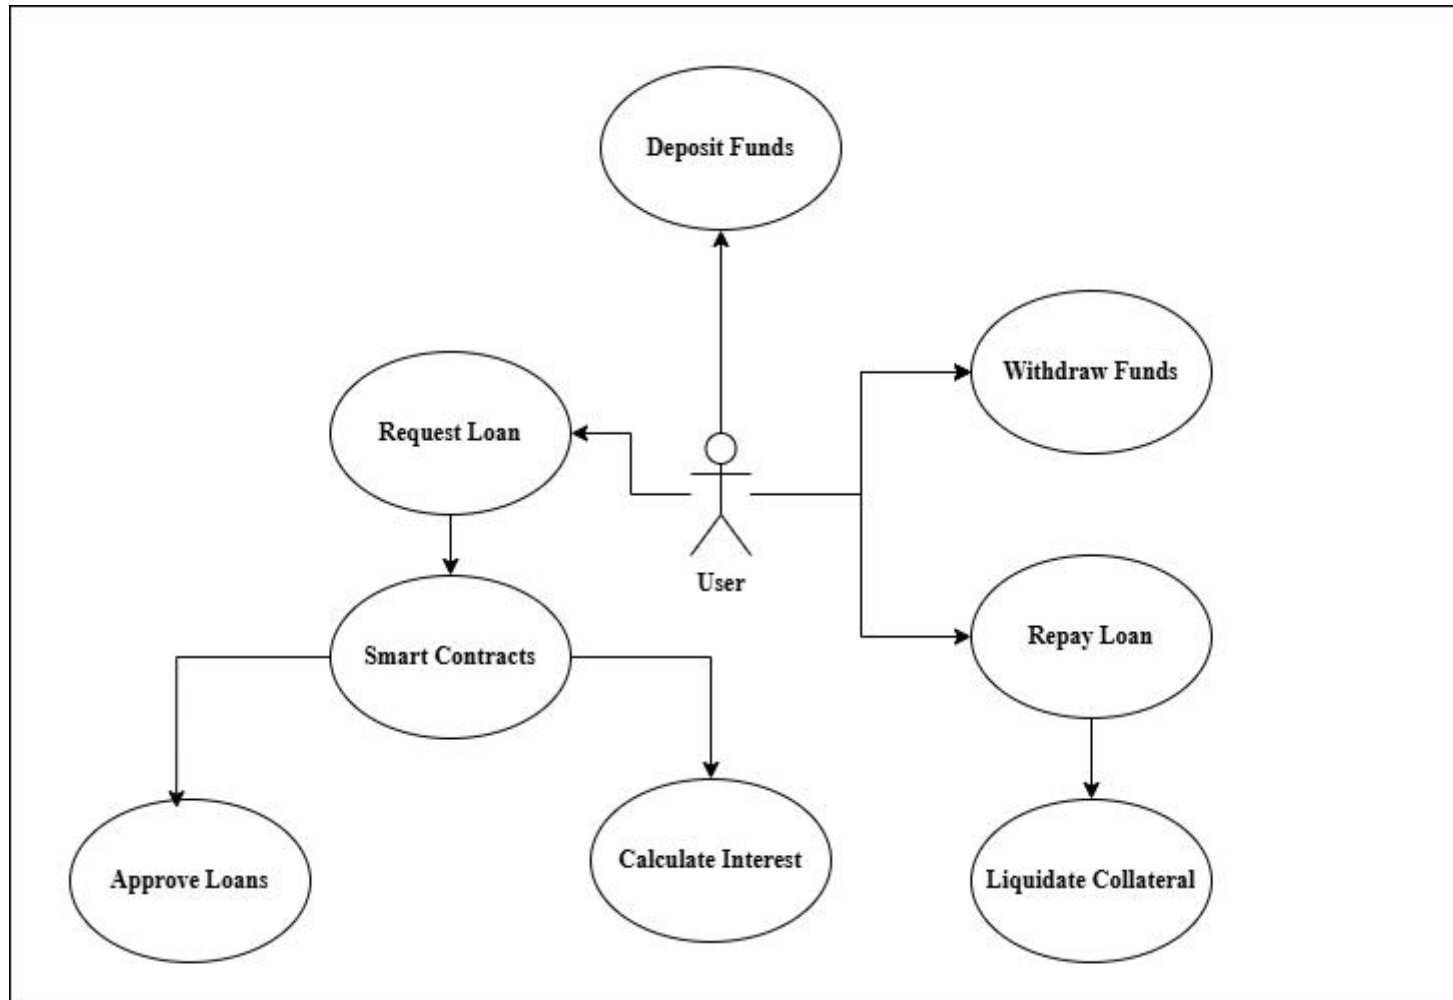 Deposit Funds
Withdraw Funds
Request Loan
User
Repay Loan
Smart Contracts
Calculate Interest
Approve Loans
Liquidate Collateral